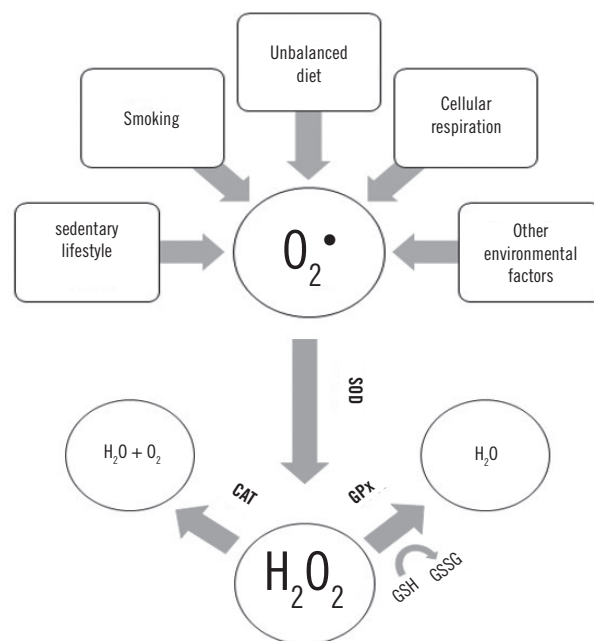 Unbalanced
diet
Smoking
Cellular
respiration
sedentary
lifestyle
O₂•
Other
environmental
factors
SOD
H₂O + O₂
H₂O
CAT
GPx
H₂O₂
GSH
GSSG